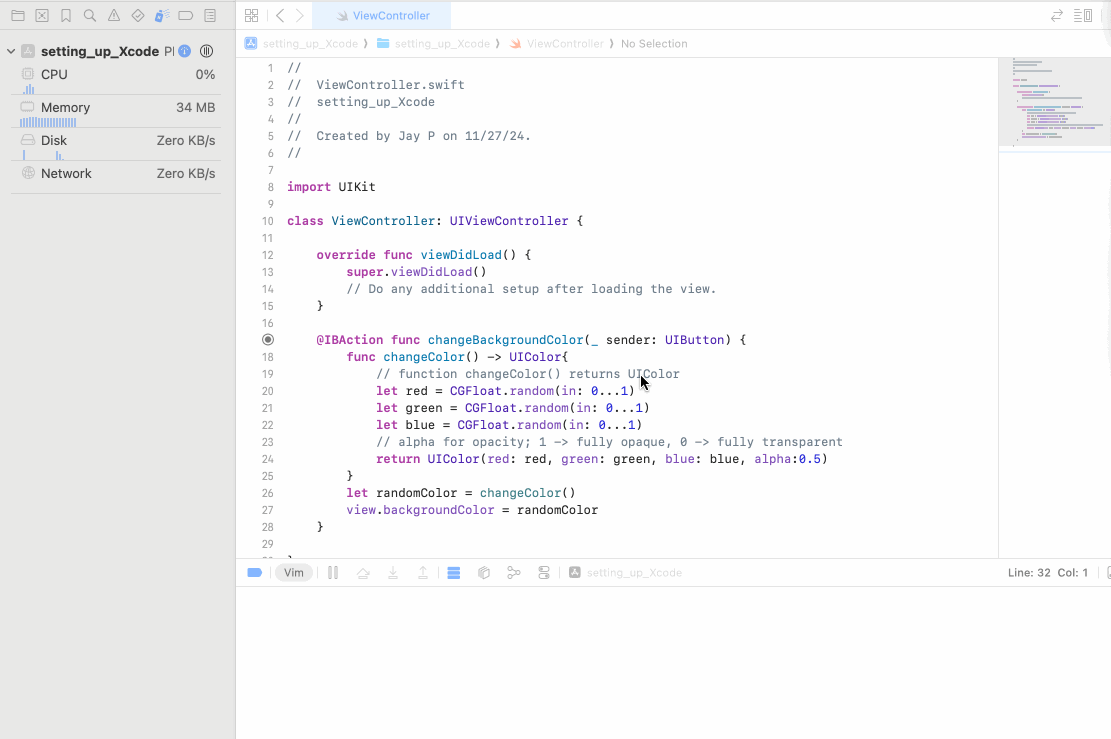 ViewController
setting_up_Xcode PI
setting_up_Xcode ⟩ setting_up_Xcode ⟩ ViewController ⟩ No Selection
CPU 0%
Memory 34 MB
Disk Zero KB/s
Network Zero KB/s
1 //
2 //  ViewController.swift
3 //  setting_up_Xcode
4 //
5 //  Created by Jay P on 11/27/24.
6 //
7
8 import UIKit
9
10 class ViewController: UIViewController {
11
12     override func viewDidLoad() {
13         super.viewDidLoad()
14         // Do any additional setup after loading the view.
15     }
16
    @IBAction func changeBackgroundColor(_ sender: UIButton) {
18         func changeColor() -> UIColor{
19             // function changeColor() returns UIColor
20             let red = CGFloat.random(in: 0...1)
21             let green = CGFloat.random(in: 0...1)
22             let blue = CGFloat.random(in: 0...1)
23             // alpha for opacity; 1 -> fully opaque, 0 -> fully transparent
24             return UIColor(red: red, green: green, blue: blue, alpha:0.5)
25         }
26         let randomColor = changeColor()
27         view.backgroundColor = randomColor
28     }
29
Vim setting_up_Xcode Line: 32 Col: 1